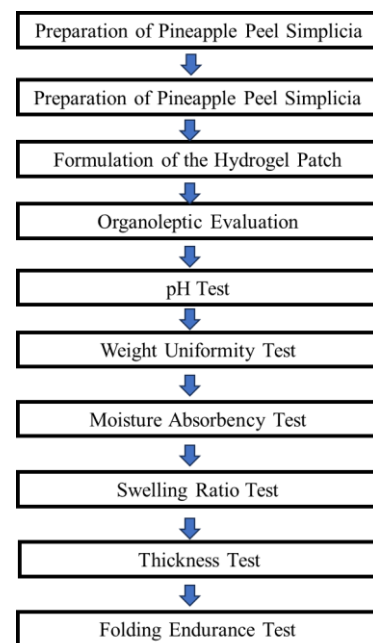 Preparation of Pineapple Peel Simplicia
Preparation of Pineapple Peel Simplicia
Formulation of the Hydrogel Patch
Organoleptic Evaluation
pH Test
Weight Uniformity Test
Moisture Absorbency Test
Swelling Ratio Test
Thickness Test
Folding Endurance Test